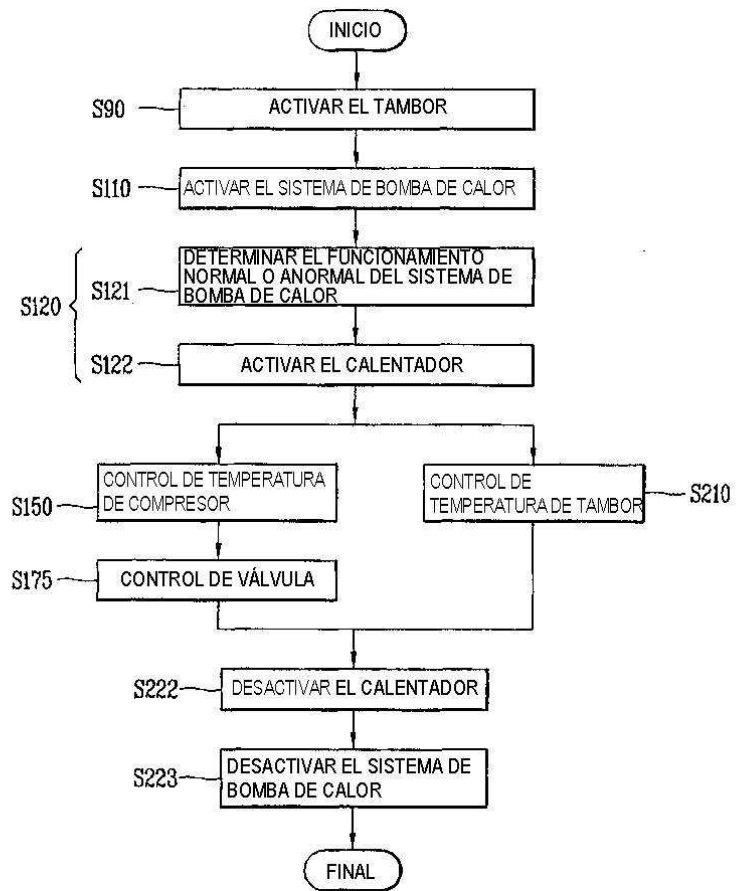 INICIO
S90
ACTIVAR EL TAMBOR
S110
ACTIVAR EL SISTEMA DE BOMBA DE CALOR
S120
S121
DETERMINAR EL FUNCIONAMIENTO
NORMAL O ANORMAL DEL SISTEMA DE
BOMBA DE CALOR
S122
ACTIVAR EL CALENTADOR
S150
CONTROL DE TEMPERATURA
DE COMPRESOR
CONTROL DE
TEMPERATURA DE TAMBOR
S210
S175
CONTROL DE VÁLVULA
S222
DESACTIVAR EL CALENTADOR
S223
DESACTIVAR EL SISTEMA DE
BOMBA DE CALOR
FINAL